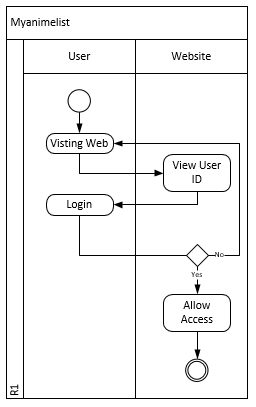 Myanimelist
User
Website
Visting Web
View User
ID
Login
No
Yes
Allow
Access
R1